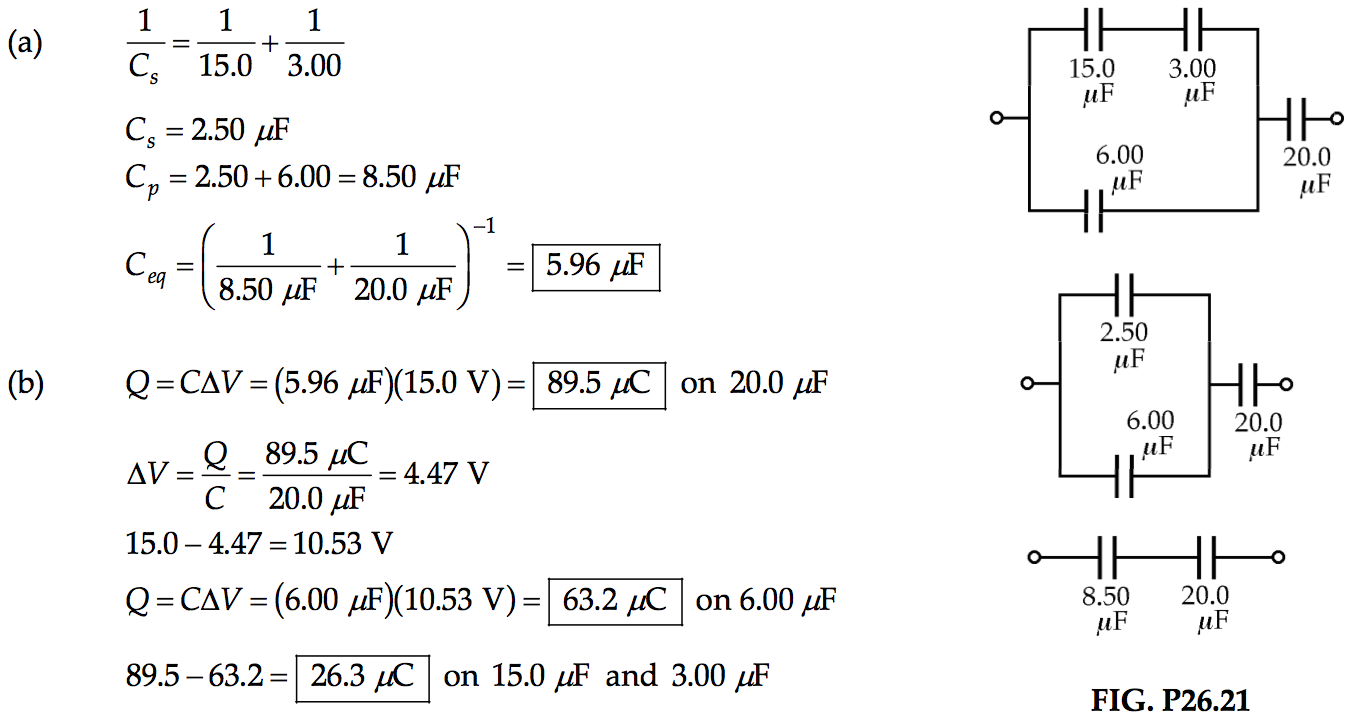 (a) 1/Cs = 1/15.0 + 1/3.00
Cs = 2.50 μF
Cp = 2.50 + 6.00 = 8.50 μF
Ceq = (1/8.50 μF + 1/20.0 μF)^–1 = 5.96 μF
(b) Q = CΔV = (5.96 μF)(15.0 V) = 89.5 μC on 20.0 μF
ΔV = Q/C = 89.5 μC/20.0 μF = 4.47 V
15.0 – 4.47 = 10.53 V
Q = CΔV = (6.00 μF)(10.53 V) = 63.2 μC on 6.00 μF
89.5 – 63.2 = 26.3 μC on 15.0 μF and 3.00 μF
15.0
μF
3.00
μF
6.00
μF
20.0
μF
2.50
μF
6.00
μF
20.0
μF
8.50
μF
20.0
μF
FIG. P26.21